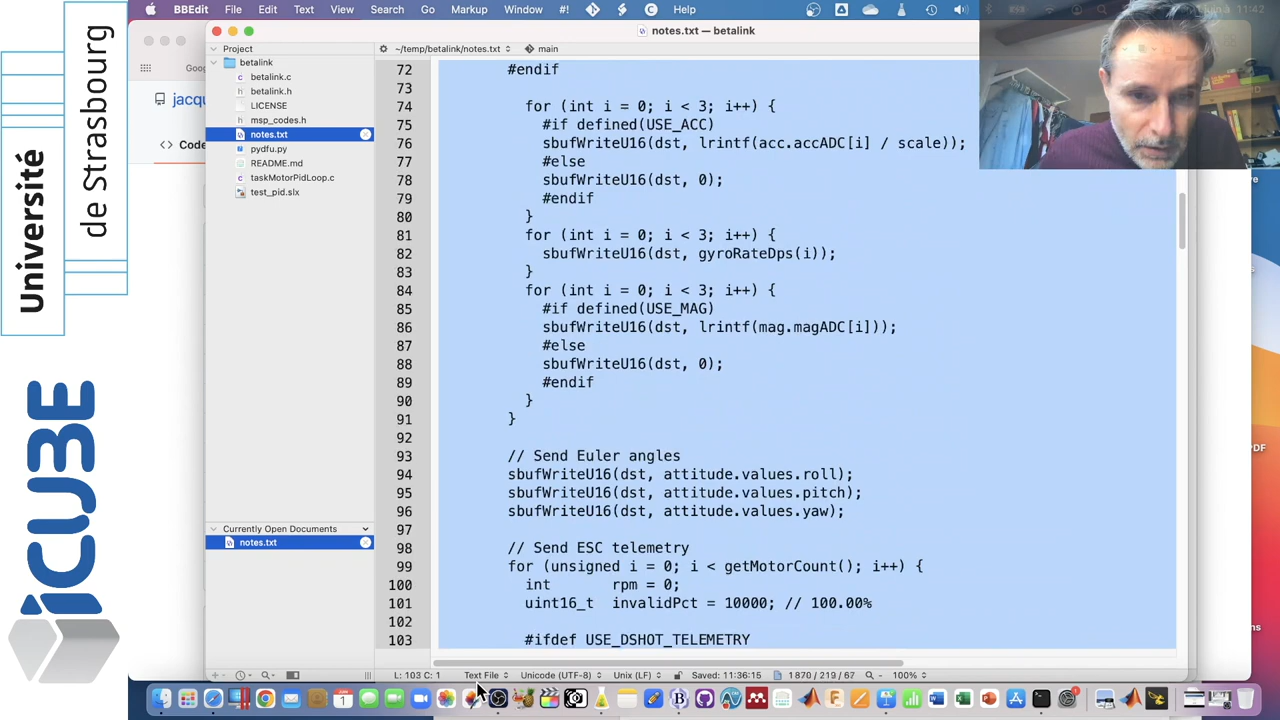 BBEdit File Edit Text View Search Go Markup Window #! Help
à 11:42
Université
de Strasbourg
iCUBE
notes.txt — betalink
Project
~/temp/betalink/notes.txt main
betalink
betalink.c
betalink.h
LICENSE
msp_codes.h
notes.txt
pydfu.py
README.md
taskMotorPidLoop.c
test_pid.slx
Currently Open Documents
notes.txt
Goog
jacqu
<> Code
72 #endif
73
74 for (int i = 0; i < 3; i++) {
75 #if defined(USE_ACC)
76 sbufWriteU16(dst, lrintf(acc.accADC[i] / scale));
77 #else
78 sbufWriteU16(dst, 0);
79 #endif
80 }
81 for (int i = 0; i < 3; i++) {
82 sbufWriteU16(dst, gyroRateDps(i));
83 }
84 for (int i = 0; i < 3; i++) {
85 #if defined(USE_MAG)
86 sbufWriteU16(dst, lrintf(mag.magADC[i]));
87 #else
88 sbufWriteU16(dst, 0);
89 #endif
90 }
91 }
92
93 // Send Euler angles
94 sbufWriteU16(dst, attitude.values.roll);
95 sbufWriteU16(dst, attitude.values.pitch);
96 sbufWriteU16(dst, attitude.values.yaw);
97
98 // Send ESC telemetry
99 for (unsigned i = 0; i < getMotorCount(); i++) {
100 int rpm = 0;
101 uint16_t invalidPct = 10000; // 100.00%
102
103 #ifdef USE_DSHOT_TELEMETRY
L: 103 C: 1 Text File Unicode (UTF-8) Unix (LF) Saved: 11:36:15 1 870 / 219 / 67 100%